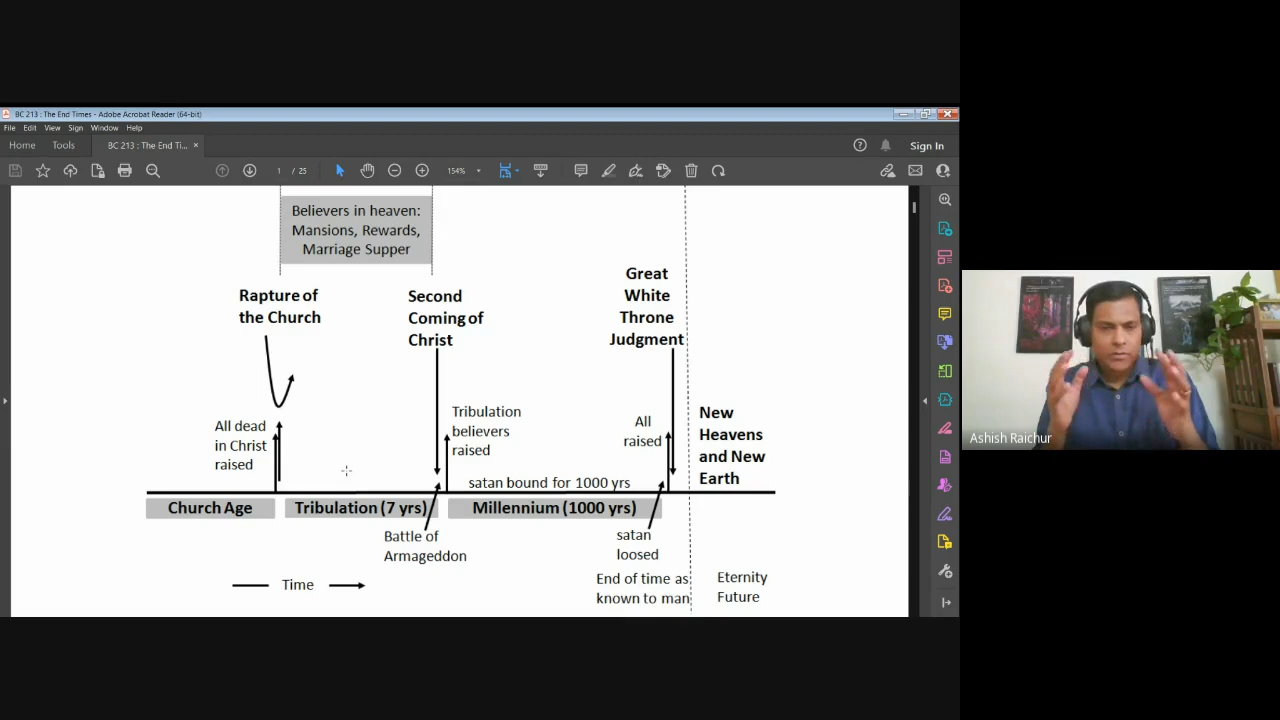 BC 213 : The End Times - Adobe Acrobat Reader (64-bit)
File Edit View Sign Window Help
Home Tools BC 213 : The End Ti... × Sign In
1 / 25 154%
Believers in heaven:
Mansions, Rewards,
Marriage Supper
Rapture of
the Church
Second
Coming of
Christ
Great
White
Throne
Judgment
All dead
in Christ
raised
Tribulation
believers
raised
All
raised
New
Heavens
and New
Earth
satan bound for 1000 yrs
Church Age Tribulation (7 yrs) Millennium (1000 yrs)
Battle of
Armageddon
satan
loosed
Time
End of time as
known to man
Eternity
Future
Ashish Raichur